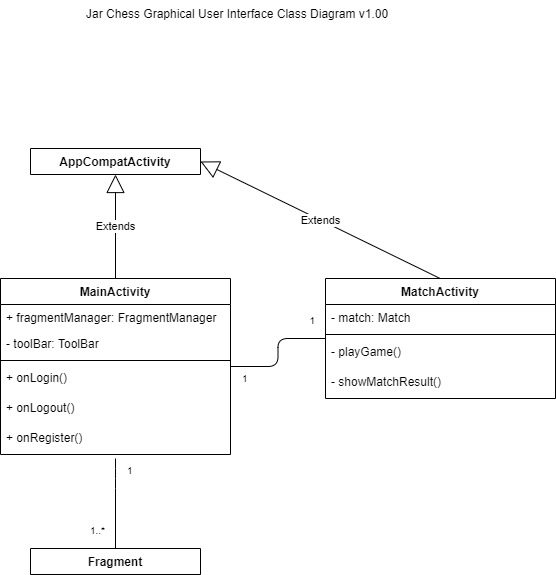 Jar Chess Graphical User Interface Class Diagram v1.00
AppCompatActivity
Extends
Extends
MainActivity
+ fragmentManager: FragmentManager
- toolBar: ToolBar
+ onLogin()
+ onLogout()
+ onRegister()
MatchActivity
- match: Match
- playGame()
- showMatchResult()
1
1
1
1..*
Fragment